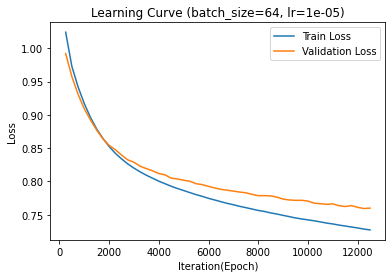 Learning Curve (batch_size=64, lr=1e-05)
Train Loss
Validation Loss
1.00
0.95
0.90
0.85
0.80
0.75
Loss
0 2000 4000 6000 8000 10000 12000
Iteration(Epoch)